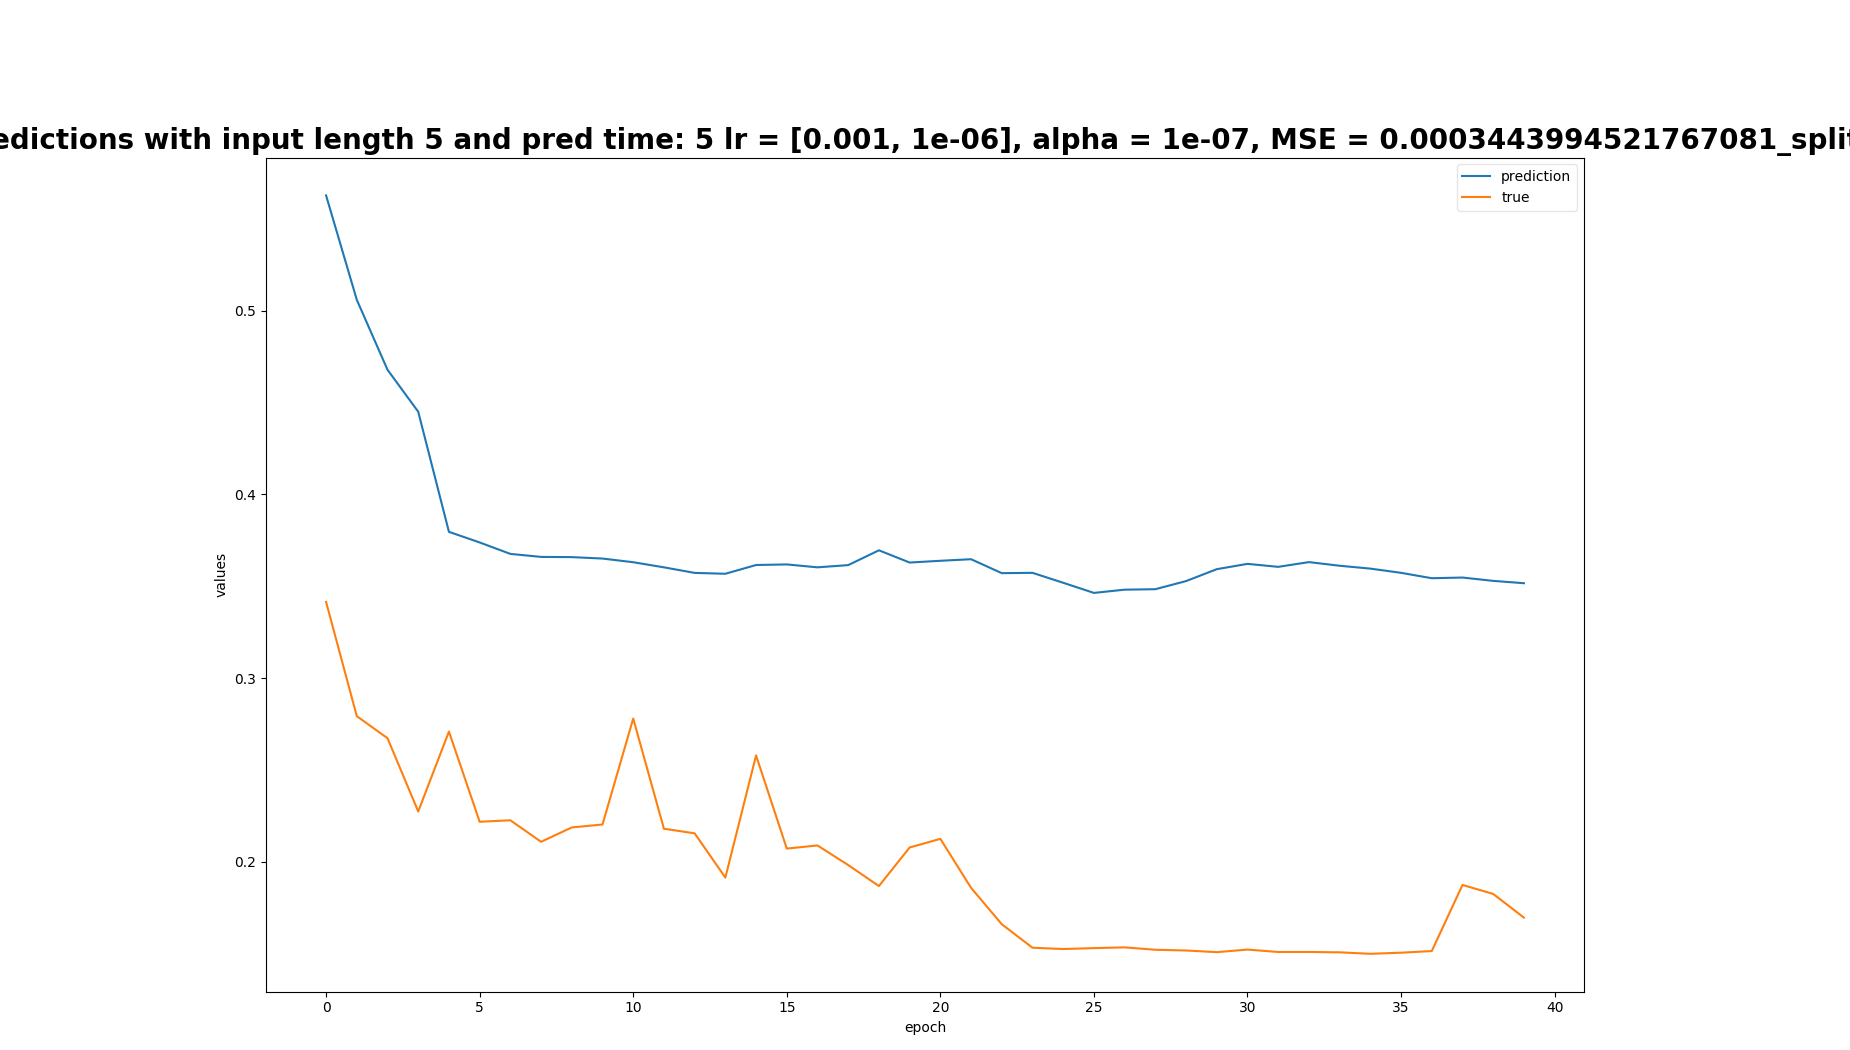 edictions with input length 5 and pred time: 5 lr = [0.001, 1e-06], alpha = 1e-07, MSE = 0.0003443994521767081_split
prediction
true
0.5
0.4
0.3
0.2
values
0 5 10 15 20 25 30 35 40
epoch